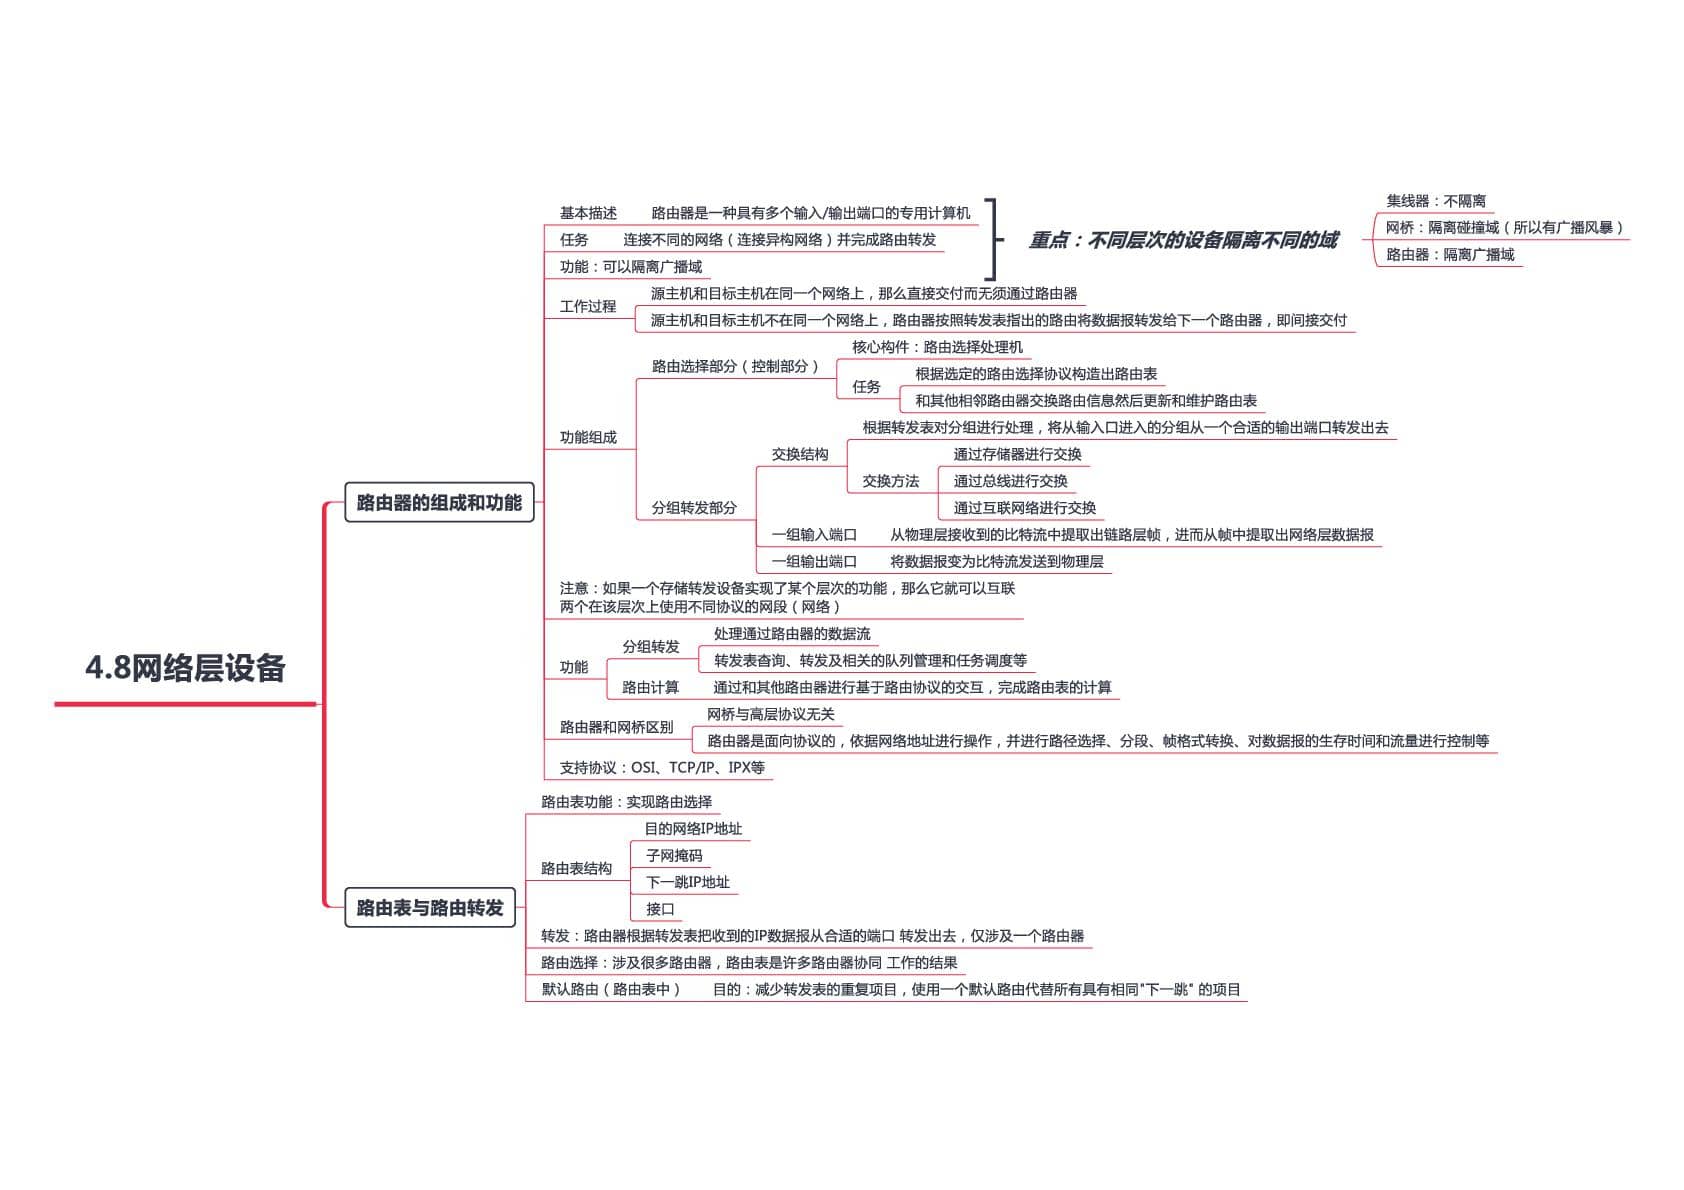 4.8网络层设备
路由器的组成和功能
基本描述 路由器是一种具有多个输入/输出端口的专用计算机
任务 连接不同的网络（连接异构网络）并完成路由转发
功能：可以隔离广播域
重点：不同层次的设备隔离不同的域
集线器：不隔离
网桥：隔离碰撞域（所以有广播风暴）
路由器：隔离广播域
工作过程
源主机和目标主机在同一个网络上，那么直接交付而无须通过路由器
源主机和目标主机不在同一个网络上，路由器按照转发表指出的路由将数据报转发给下一个路由器，即间接交付
功能组成
路由选择部分（控制部分）
核心构件：路由选择处理机
任务
根据选定的路由选择协议构造出路由表
和其他相邻路由器交换路由信息然后更新和维护路由表
分组转发部分
交换结构
根据转发表对分组进行处理，将从输入口进入的分组从一个合适的输出端口转发出去
交换方法
通过存储器进行交换
通过总线进行交换
通过互联网络进行交换
一组输入端口 从物理层接收到的比特流中提取出链路层帧，进而从帧中提取出网络层数据报
一组输出端口 将数据报变为比特流发送到物理层
注意：如果一个存储转发设备实现了某个层次的功能，那么它就可以互联
两个在该层次上使用不同协议的网段（网络）
功能
分组转发
处理通过路由器的数据流
转发表杳询、转发及相关的队列管理和任务调度等
路由计算 通过和其他路由器进行基于路由协议的交互，完成路由表的计算
路由器和网桥区别
网桥与高层协议无关
路由器是面向协议的，依据网络地址进行操作，并进行路径选择、分段、帧格式转换、对数据报的生存时间和流量进行控制等
支持协议：OSI、TCP/IP、IPX等
路由表与路由转发
路由表功能：实现路由选择
路由表结构
目的网络IP地址
子网掩码
下一跳IP地址
接口
转发：路由器根据转发表把收到的IP数据报从合适的端口 转发出去，仅涉及一个路由器
路由选择：涉及很多路由器，路由表是许多路由器协同 工作的结果
默认路由（路由表中） 目的：减少转发表的重复项目，使用一个默认路由代替所有具有相同"下一跳" 的项目